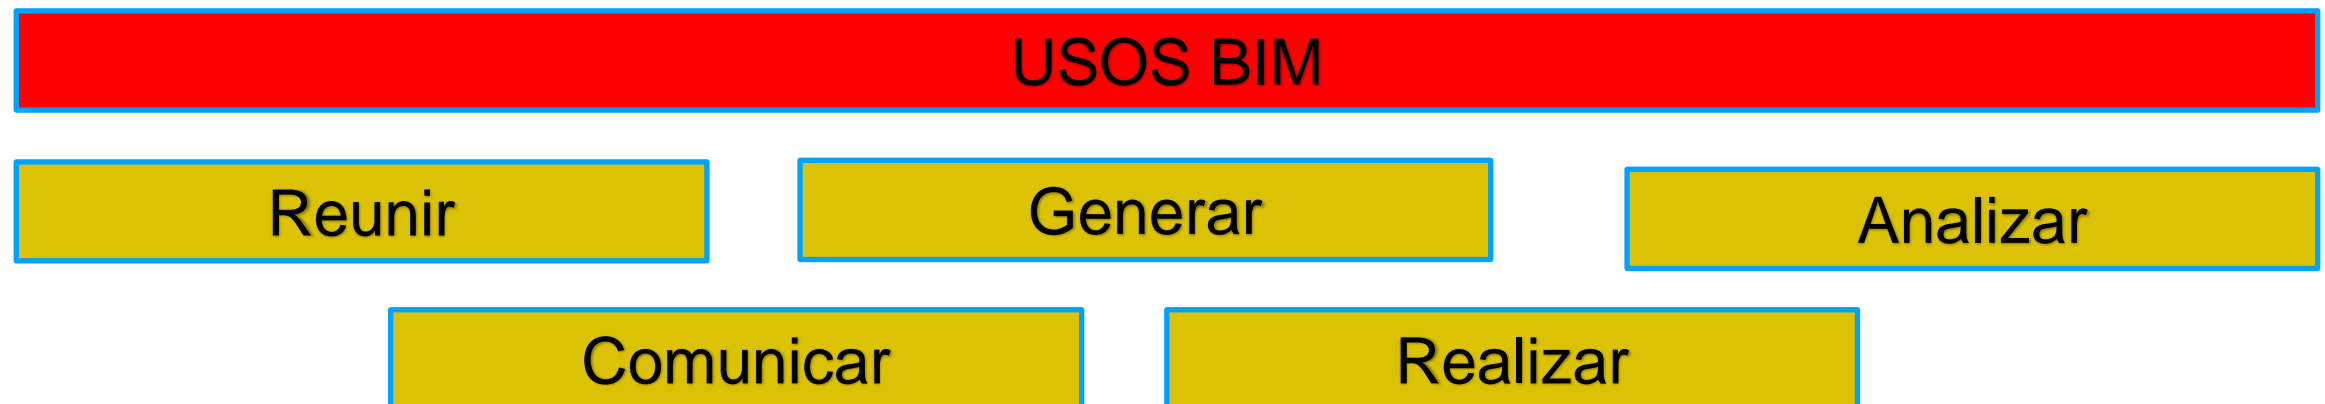 USOS BIM
Reunir
Generar
Analizar
Comunicar
Realizar